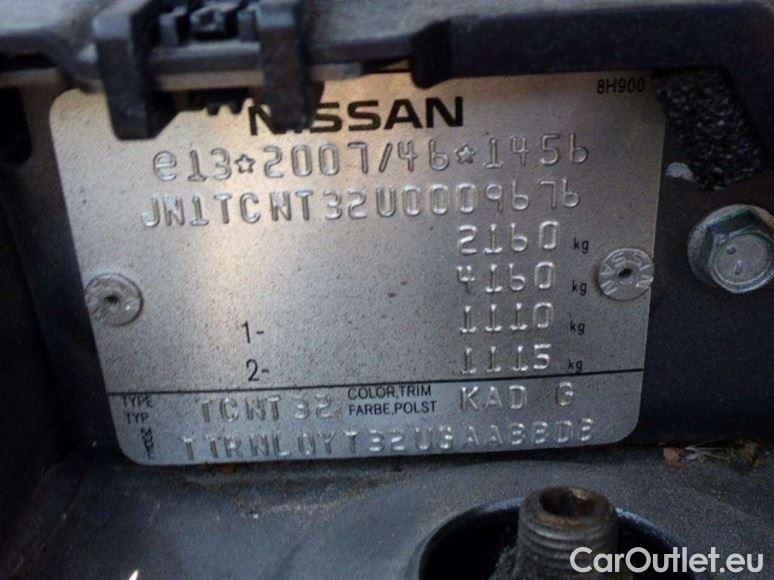 8H900
NISSAN
e13*2007/46*1456
JN1TCNT32U0009676
2160 kg
4160 kg
1- 1110 kg
2- 1115 kg
TYPE TYP TCNT32 COLOR,TRIM FARBE,POLST KAD G
TTRNLQYT32UGAABBDB
CarOutlet.eu